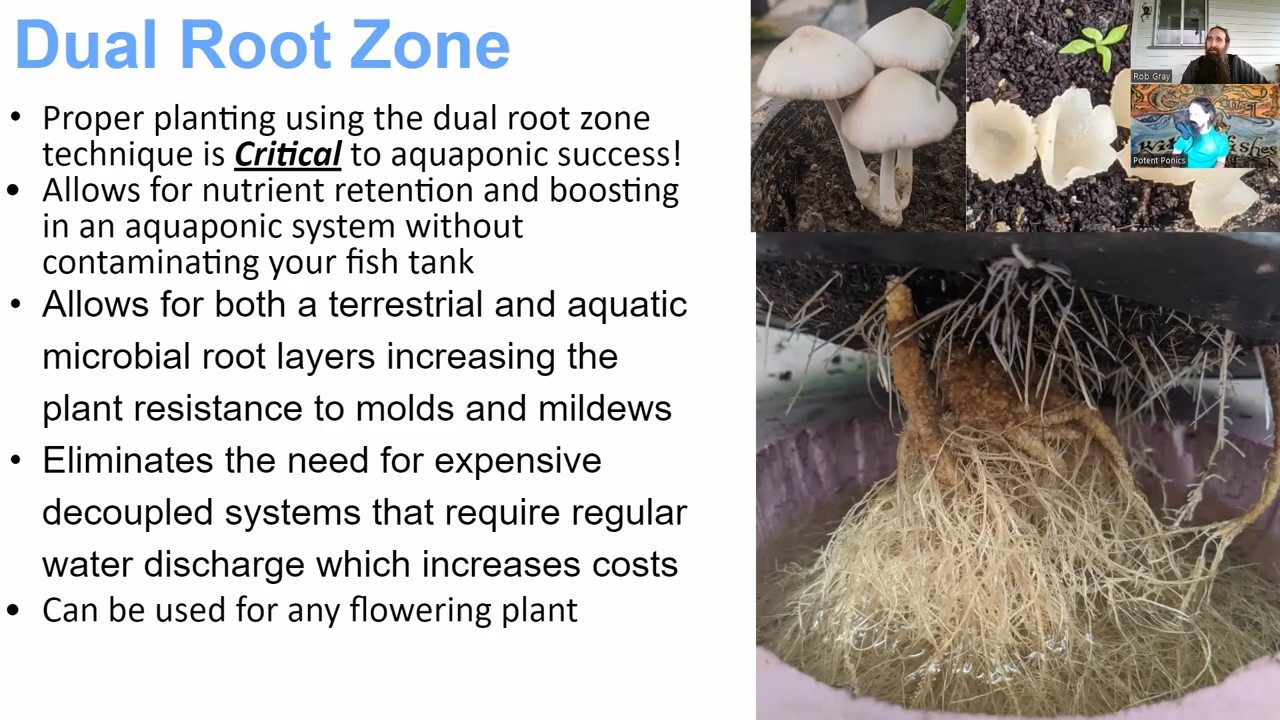 Dual Root Zone
• Proper planting using the dual root zone
technique is Critical to aquaponic success!
• Allows for nutrient retention and boosting
in an aquaponic system without
contaminating your fish tank
• Allows for both a terrestrial and aquatic
microbial root layers increasing the
plant resistance to molds and mildews
• Eliminates the need for expensive
decoupled systems that require regular
water discharge which increases costs
• Can be used for any flowering plant
Rob Gray
Potent Ponics